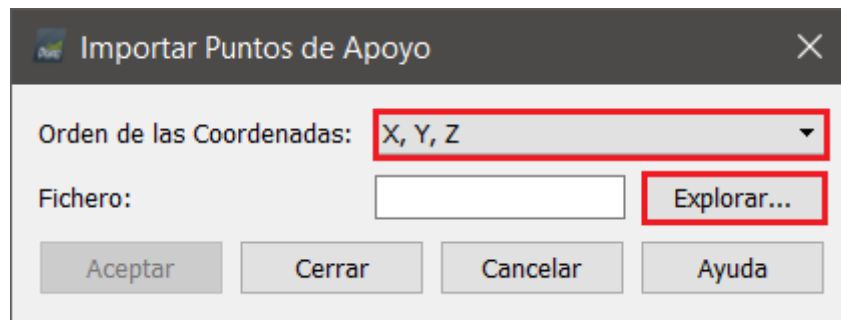 Importar Puntos de Apoyo
Orden de las Coordenadas: X, Y, Z
Fichero: Explorar...
Aceptar Cerrar Cancelar Ayuda